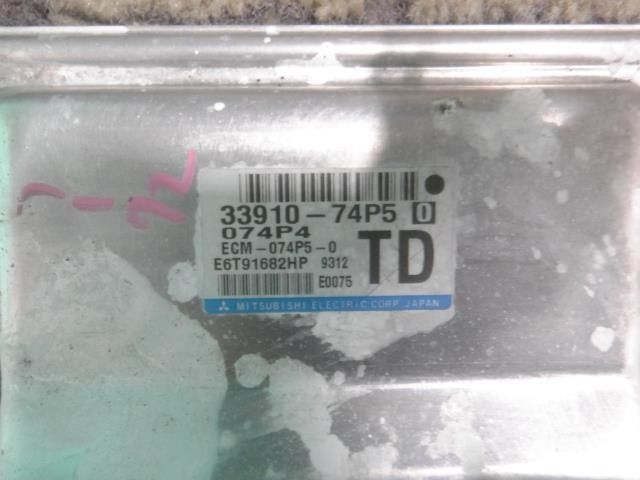 33910-74P5 0
074P4
ECM-074P5-0
E6T91682HP 9312
TD
E0075
MITSUBISHI ELECTRIC CORP. JAPAN